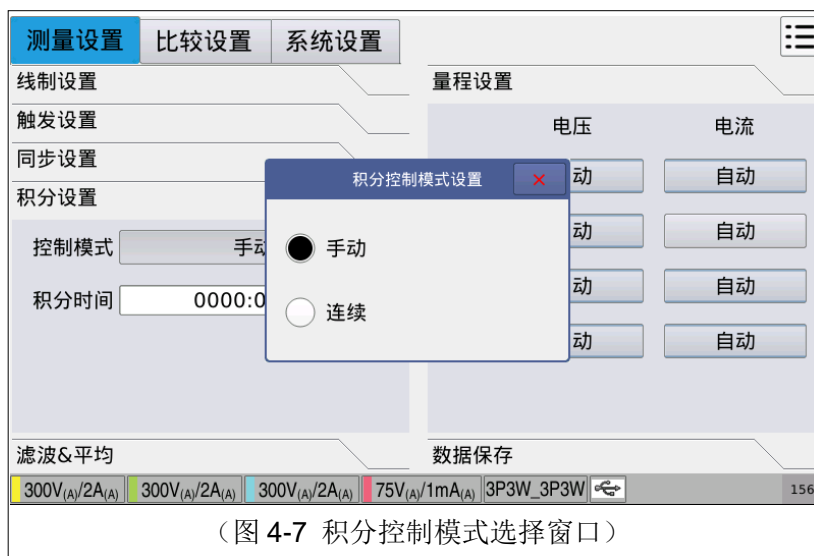 测量设置 比较设置 系统设置
线制设置
触发设置
同步设置
积分设置
控制模式 手动
积分时间 0000:0
滤波&平均
积分控制模式设置
手动
连续
量程设置
电压 电流
动 自动
动 自动
动 自动
动 自动
数据保存
300V(A)/2A(A) 300V(A)/2A(A) 300V(A)/2A(A) 75V(A)/1mA(A) 3P3W_3P3W 156
（图 4-7 积分控制模式选择窗口）